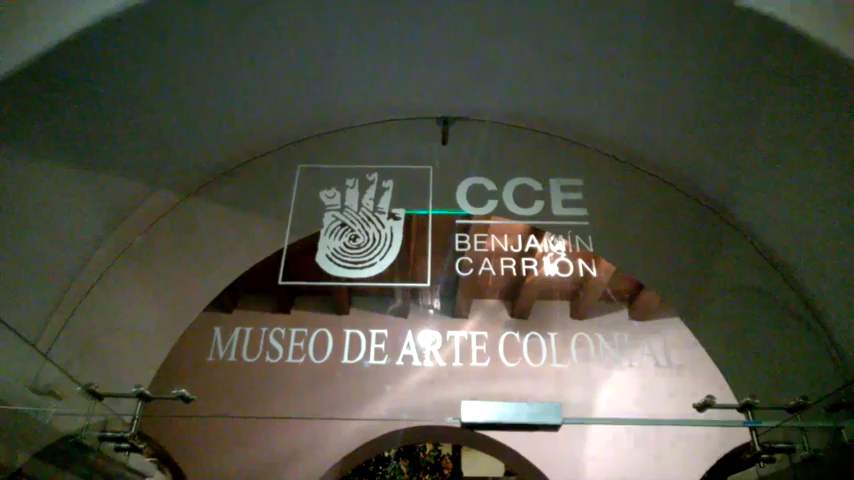 CCE
BENJAMÍN
CARRIÓN
MUSEO DE ARTE COLONIAL